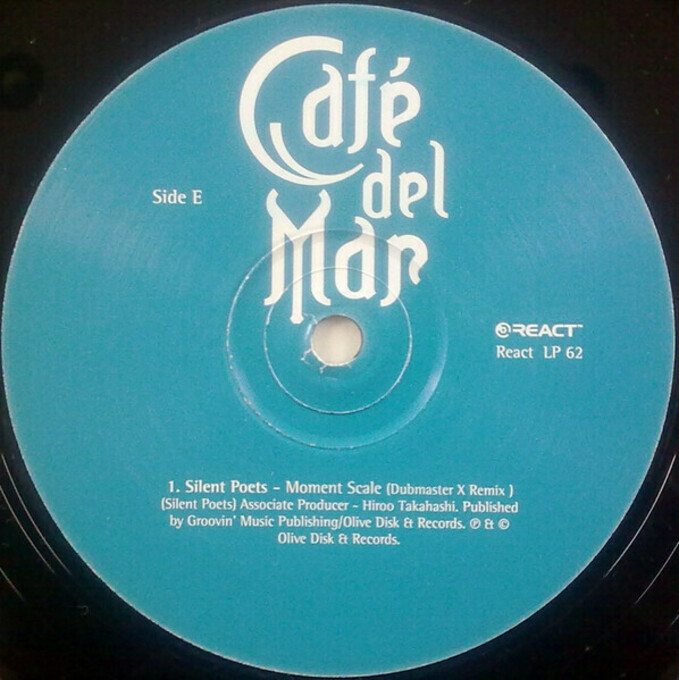 Café
del
Mar
Side E
REACT™
React LP 62
1. Silent Poets - Moment Scale (Dubmaster X Remix )
(Silent Poets) Associate Producer - Hiroo Takahashi. Published
by Groovin' Music Publishing/Olive Disk & Records. ℗ & ©
Olive Disk & Records.